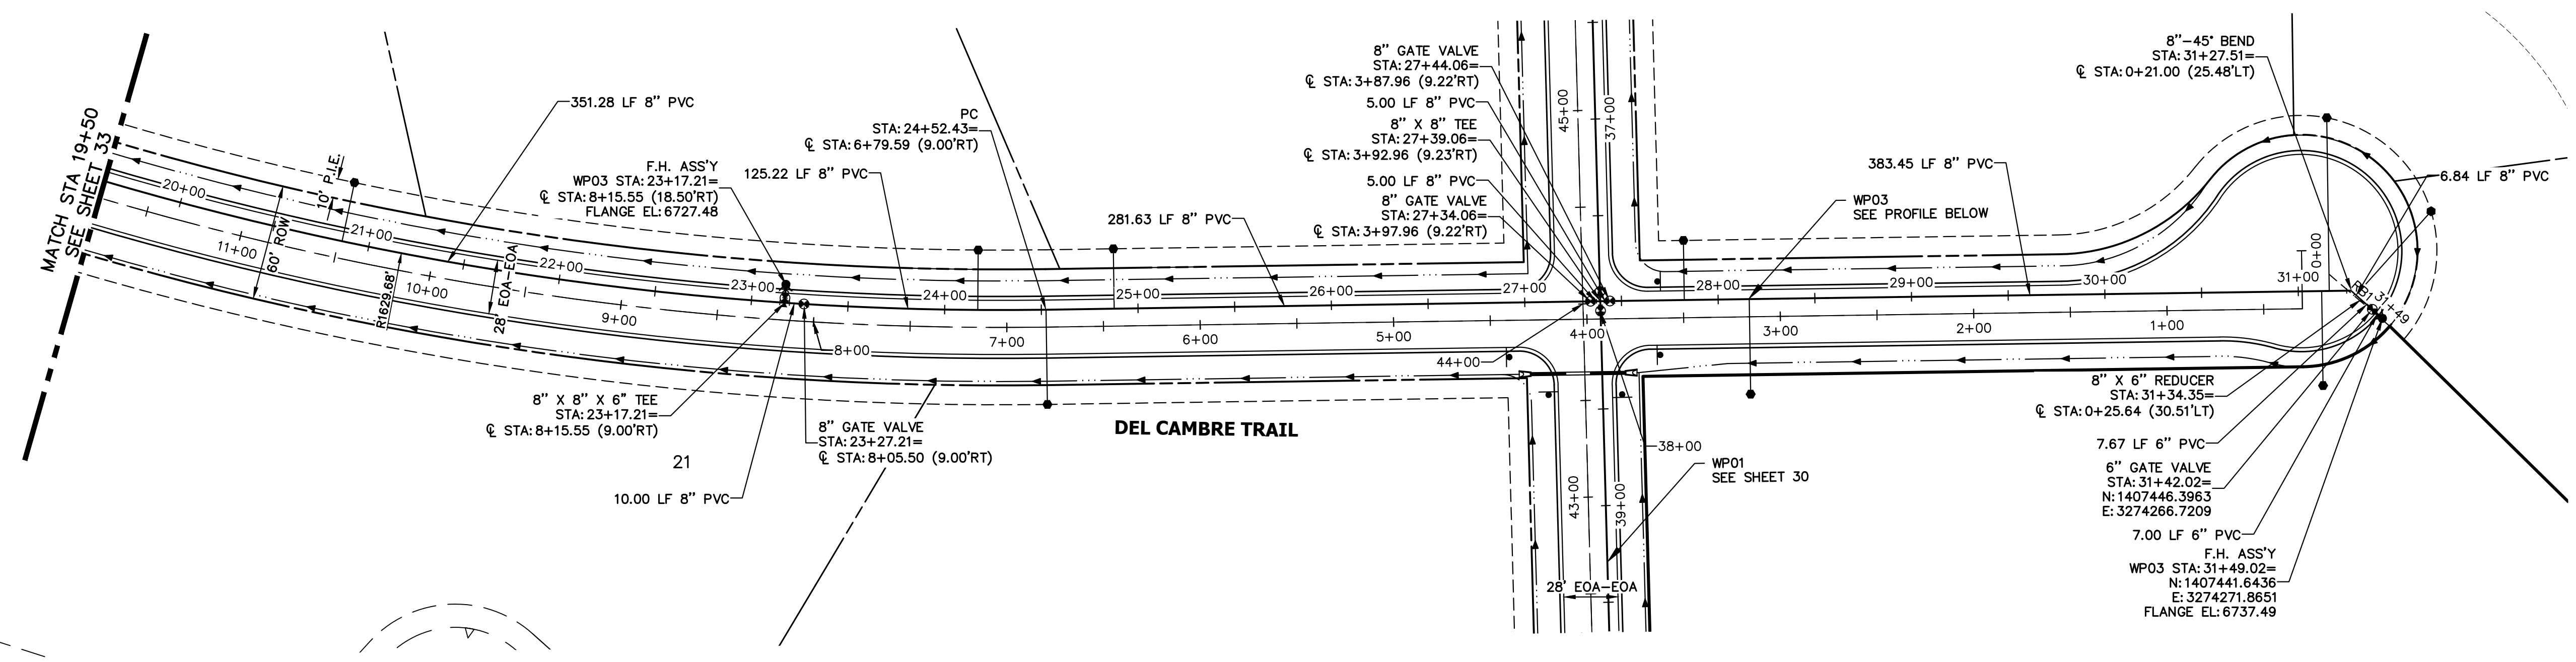 MATCH STA 19+50
SEE SHEET 33
351.28 LF 8" PVC
10' P.I.E.
60' ROW
R1629.68'
28' EOA-EOA
20+00
21+00
22+00
23+00
24+00
25+00
26+00
27+00
28+00
29+00
30+00
31+00
11+00
10+00
9+00
8+00
7+00
6+00
5+00
4+00
3+00
2+00
1+00
0+00
F.H. ASS'Y
WP03 STA: 23+17.21=
℄ STA: 8+15.55 (18.50'RT)
FLANGE EL: 6727.48
125.22 LF 8" PVC
PC
STA: 24+52.43=
℄ STA: 6+79.59 (9.00'RT)
281.63 LF 8" PVC
8" GATE VALVE
STA: 27+44.06=
℄ STA: 3+87.96 (9.22'RT)
5.00 LF 8" PVC
8" X 8" TEE
STA: 27+39.06=
℄ STA: 3+92.96 (9.23'RT)
5.00 LF 8" PVC
8" GATE VALVE
STA: 27+34.06=
℄ STA: 3+97.96 (9.22'RT)
45+00
37+00
WP03
SEE PROFILE BELOW
383.45 LF 8" PVC
8"-45° BEND
STA: 31+27.51=
℄ STA: 0+21.00 (25.48'LT)
6.84 LF 8" PVC
31+49
8" X 8" X 6" TEE
STA: 23+17.21=
℄ STA: 8+15.55 (9.00'RT)
21
10.00 LF 8" PVC
8" GATE VALVE
STA: 23+27.21=
℄ STA: 8+05.50 (9.00'RT)
DEL CAMBRE TRAIL
44+00
43+00
39+00
38+00
WP01
SEE SHEET 30
28' EOA-EOA
8" X 6" REDUCER
STA: 31+34.35=
℄ STA: 0+25.64 (30.51'LT)
7.67 LF 6" PVC
6" GATE VALVE
STA: 31+42.02=
N: 1407446.3963
E: 3274266.7209
7.00 LF 6" PVC
F.H. ASS'Y
WP03 STA: 31+49.02=
N: 1407441.6436
E: 3274271.8651
FLANGE EL: 6737.49